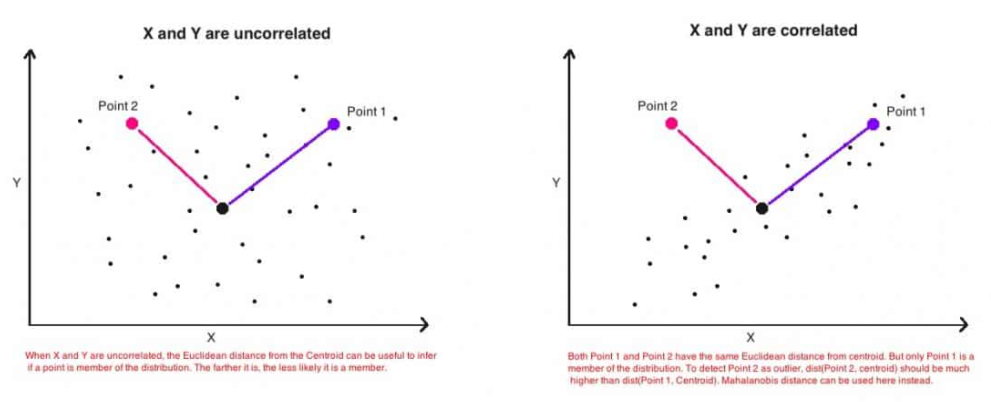 X and Y are uncorrelated
Point 2
Point 1
Y
X
When X and Y are uncorrelated, the Euclidean distance from the Centroid can be useful to infer
if a point is member of the distribution. The farther it is, the less likely it is a member.
X and Y are correlated
Point 2
Point 1
Y
X
Both Point 1 and Point 2 have the same Euclidean distance from centroid. But only Point 1 is a
member of the distribution. To detect Point 2 as outlier, dist(Point 2, centroid) should be much
higher than dist(Point 1, Centroid). Mahalanobis distance can be used here instead.